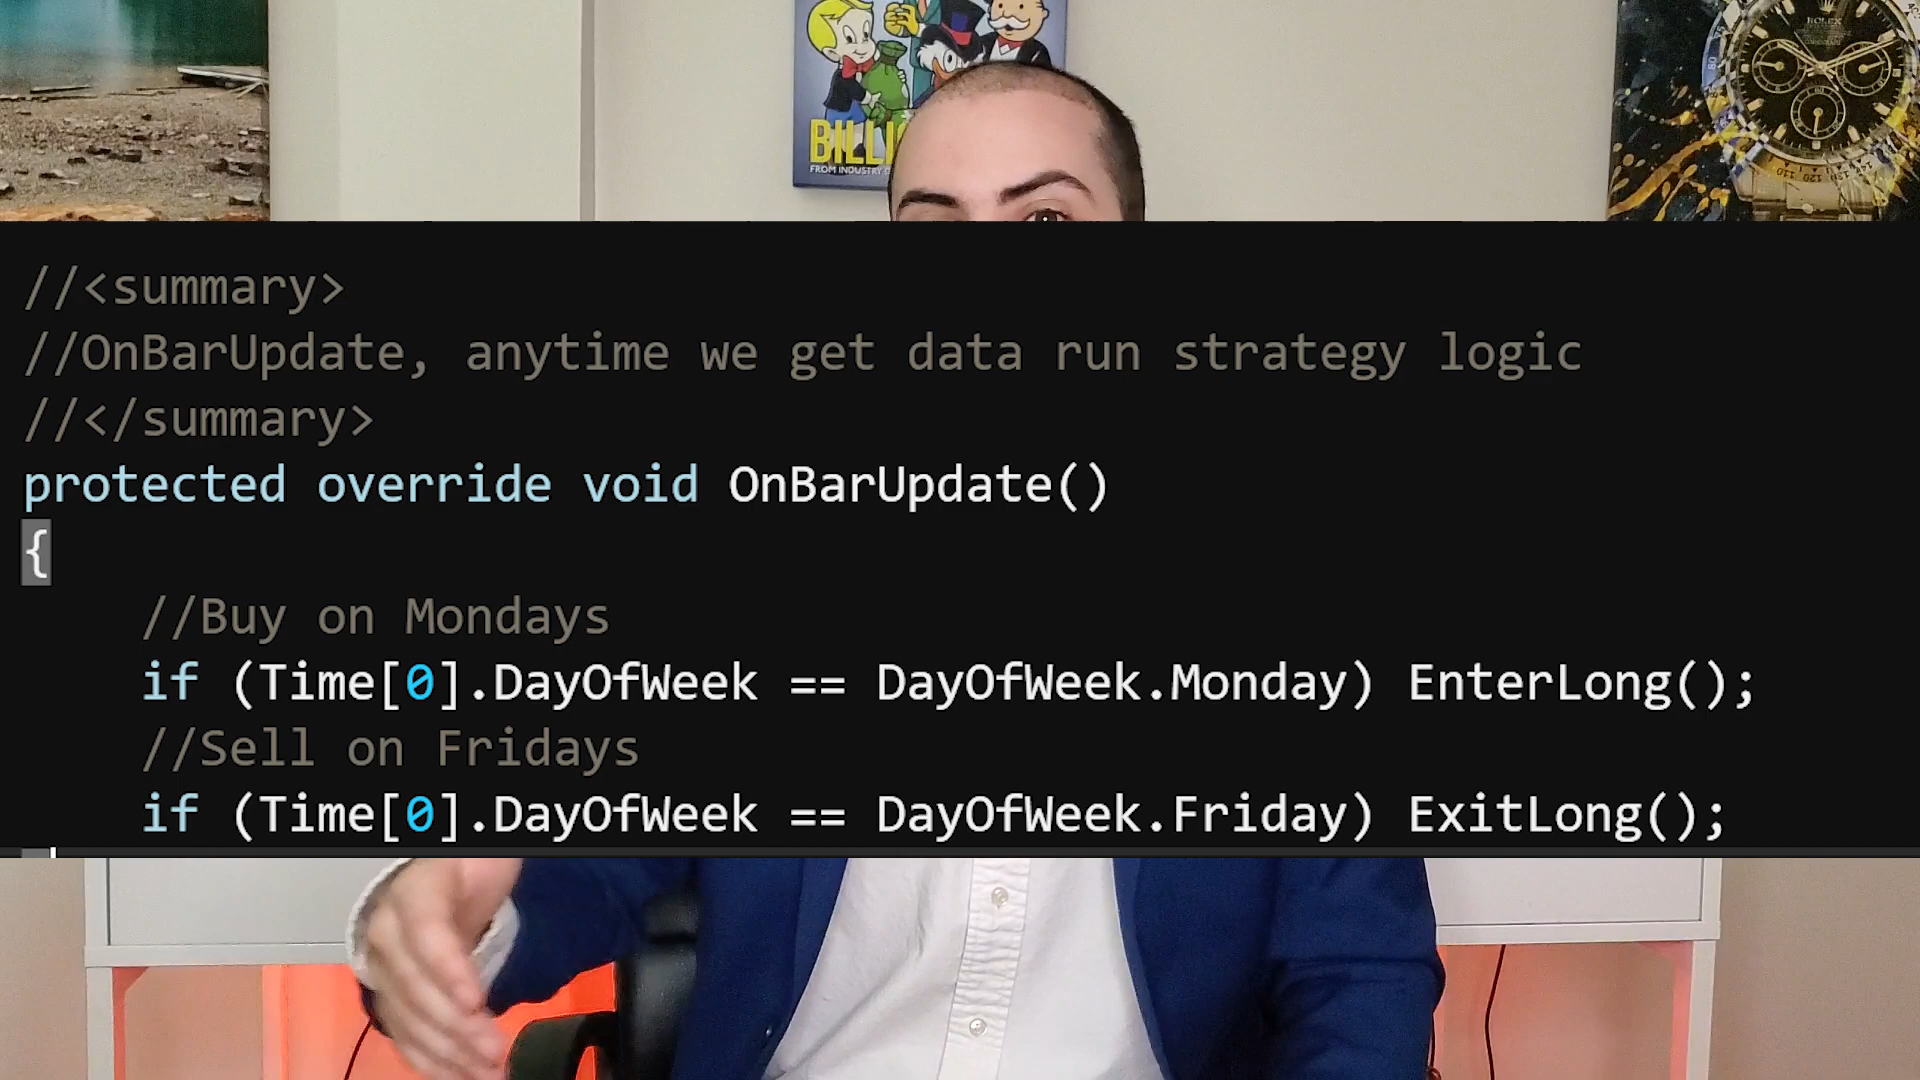 ROLEX
BILLI
FROM INDUSTRY
//<summary>
//OnBarUpdate, anytime we get data run strategy logic
//</summary>
protected override void OnBarUpdate()
{
//Buy on Mondays
if (Time[0].DayOfWeek == DayOfWeek.Monday) EnterLong();
//Sell on Fridays
if (Time[0].DayOfWeek == DayOfWeek.Friday) ExitLong();